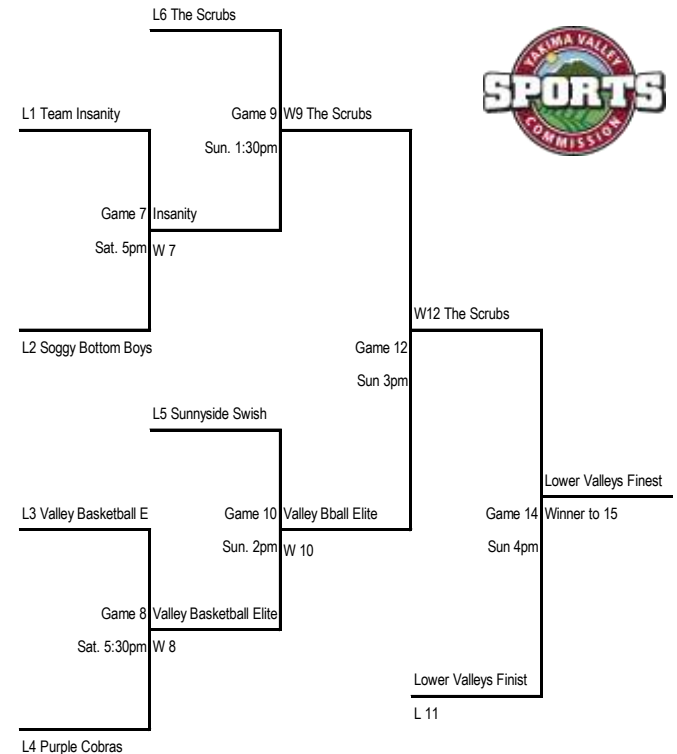 L6 The Scrubs
YAKIMA VALLEY
SPORTS
COMMISSION
L1 Team Insanity
Game 9 W9 The Scrubs
Sun. 1:30pm
Game 7 Insanity
Sat. 5pm W 7
W12 The Scrubs
L2 Soggy Bottom Boys
Game 12
Sun 3pm
L5 Sunnyside Swish
Lower Valleys Finest
L3 Valley Basketball E
Game 10 Valley Bball Elite
Game 14 Winner to 15
Sun. 2pm W 10
Sun 4pm
Game 8 Valley Basketball Elite
Sat. 5:30pm W 8
Lower Valleys Finist
L 11
L4 Purple Cobras